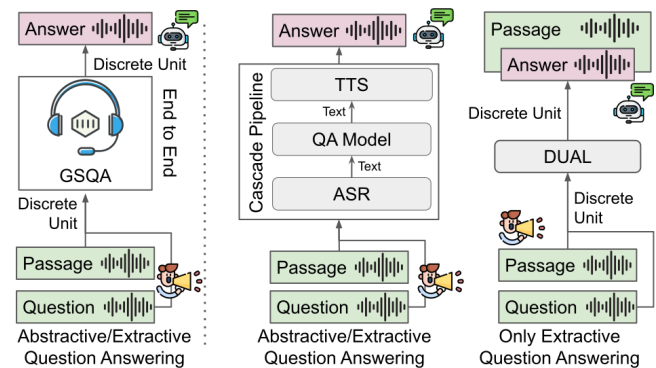 Answer
Discrete Unit
GSQA
End to End
Discrete
Unit
Passage
Question
Abstractive/Extractive
Question Answering
Answer
Cascade Pipeline
TTS
Text
QA Model
Text
ASR
Passage
Question
Abstractive/Extractive
Question Answering
Passage
Answer
Discrete Unit
DUAL
Discrete
Unit
Passage
Question
Only Extractive
Question Answering